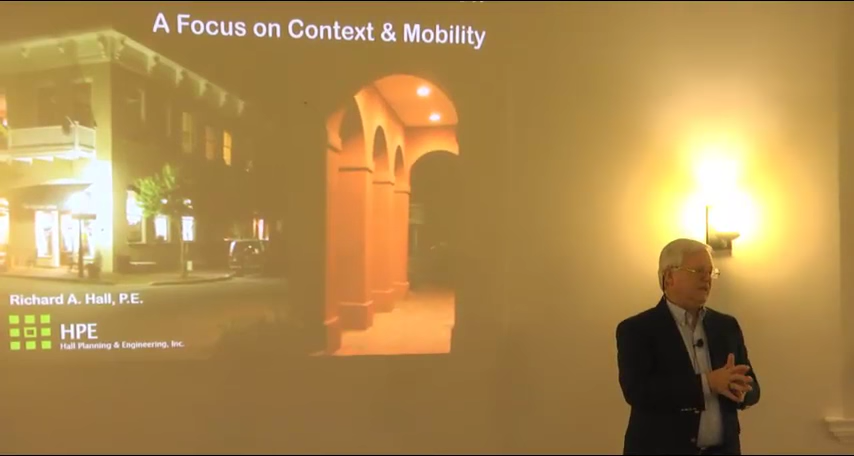 A Focus on Context & Mobility
Richard A. Hall, P.E.
HPE
Hall Planning & Engineering, Inc.